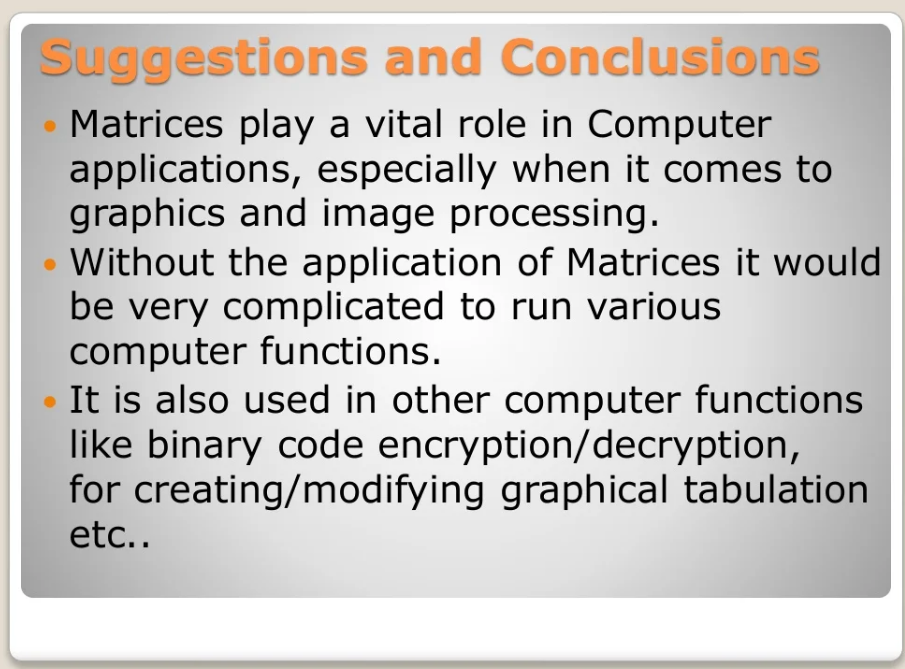 Suggestions and Conclusions
• Matrices play a vital role in Computer
applications, especially when it comes to
graphics and image processing.
• Without the application of Matrices it would
be very complicated to run various
computer functions.
• It is also used in other computer functions
like binary code encryption/decryption,
for creating/modifying graphical tabulation
etc..